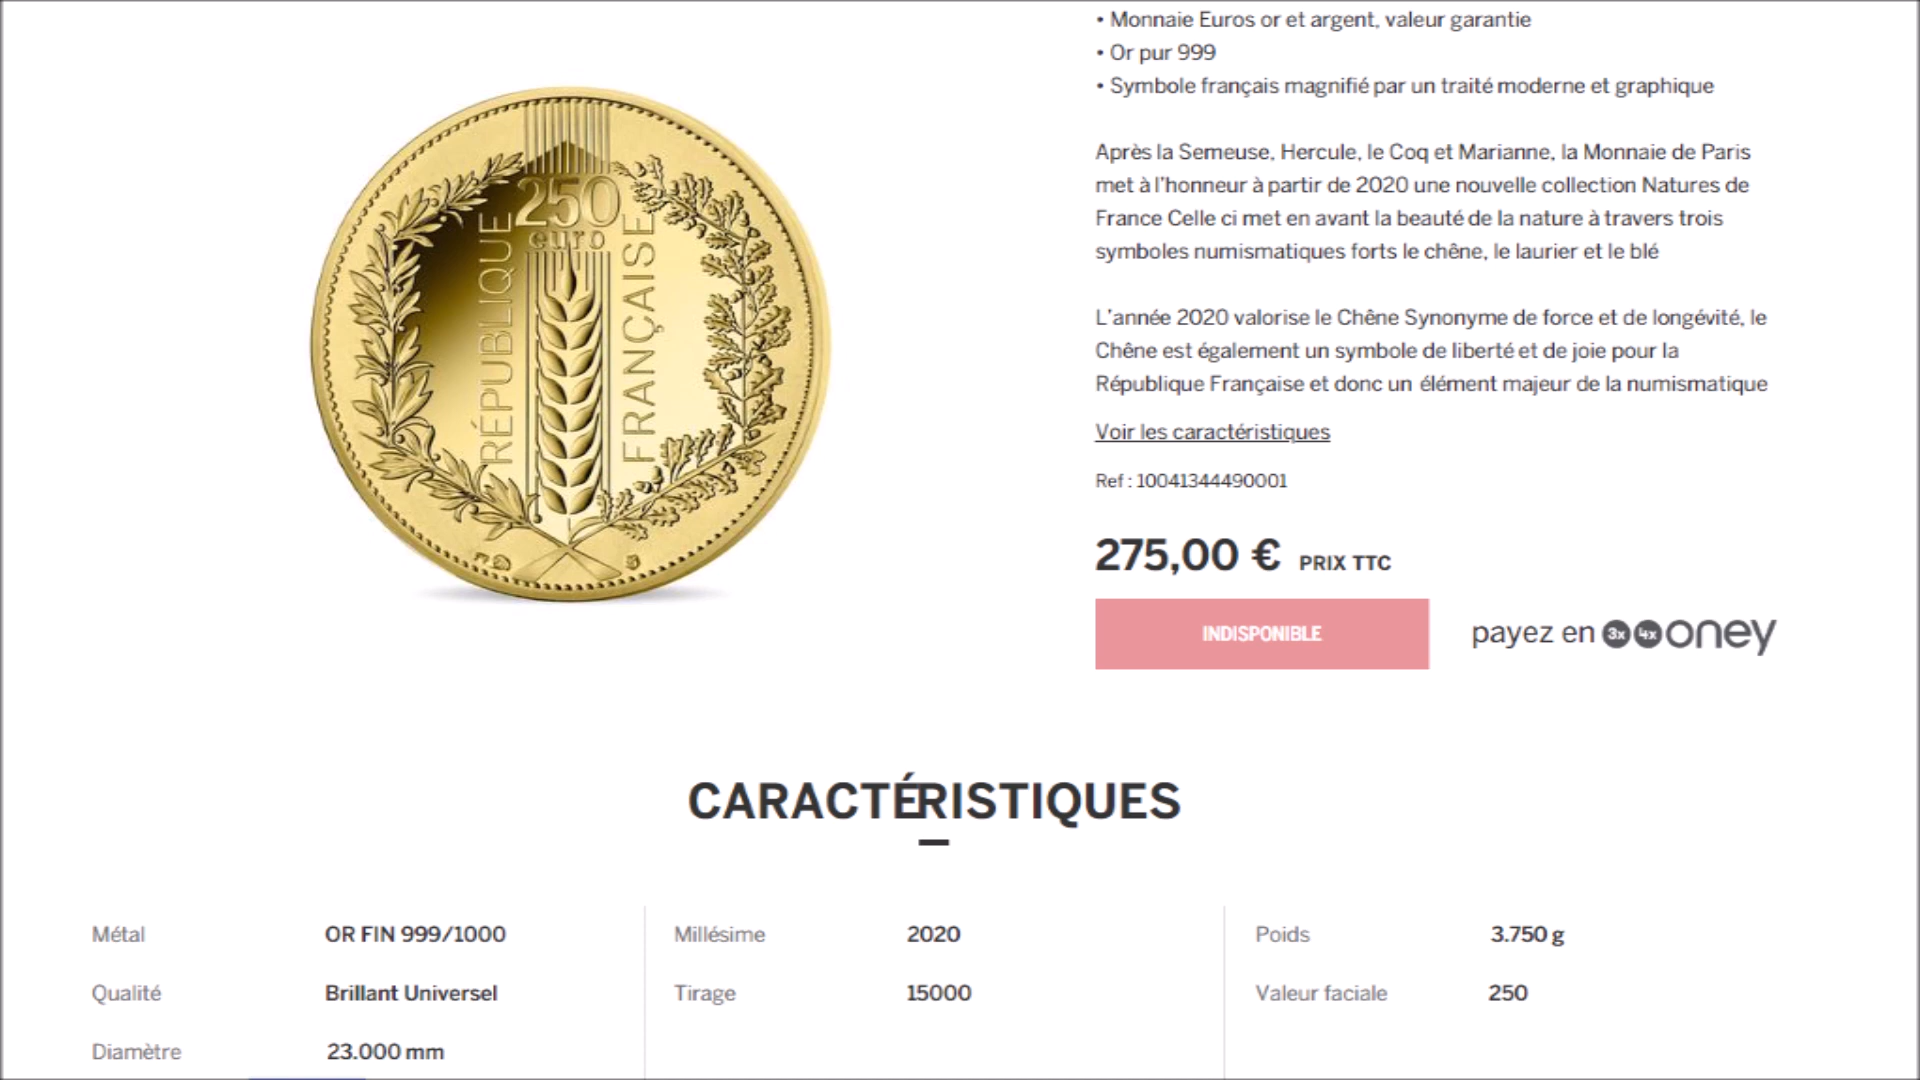 • Monnaie Euros or et argent, valeur garantie
• Or pur 999
• Symbole français magnifié par un traité moderne et graphique
Après la Semeuse, Hercule, le Coq et Marianne, la Monnaie de Paris
met à l'honneur à partir de 2020 une nouvelle collection Natures de
France Celle ci met en avant la beauté de la nature à travers trois
symboles numismatiques forts le chêne, le laurier et le blé
L'année 2020 valorise le Chêne Synonyme de force et de longévité, le
Chêne est également un symbole de liberté et de joie pour la
République Française et donc un élément majeur de la numismatique
Voir les caractéristiques
Ref : 10041344490001
275,00 € PRIX TTC
INDISPONIBLE
payez en 3x 4x oney
250
euro
RÉPUBLIQUE
FRANÇAISE
CARACTÉRISTIQUES
Métal OR FIN 999/1000
Qualité Brillant Universel
Diamètre 23.000 mm
Millésime 2020
Tirage 15000
Poids 3.750 g
Valeur faciale 250